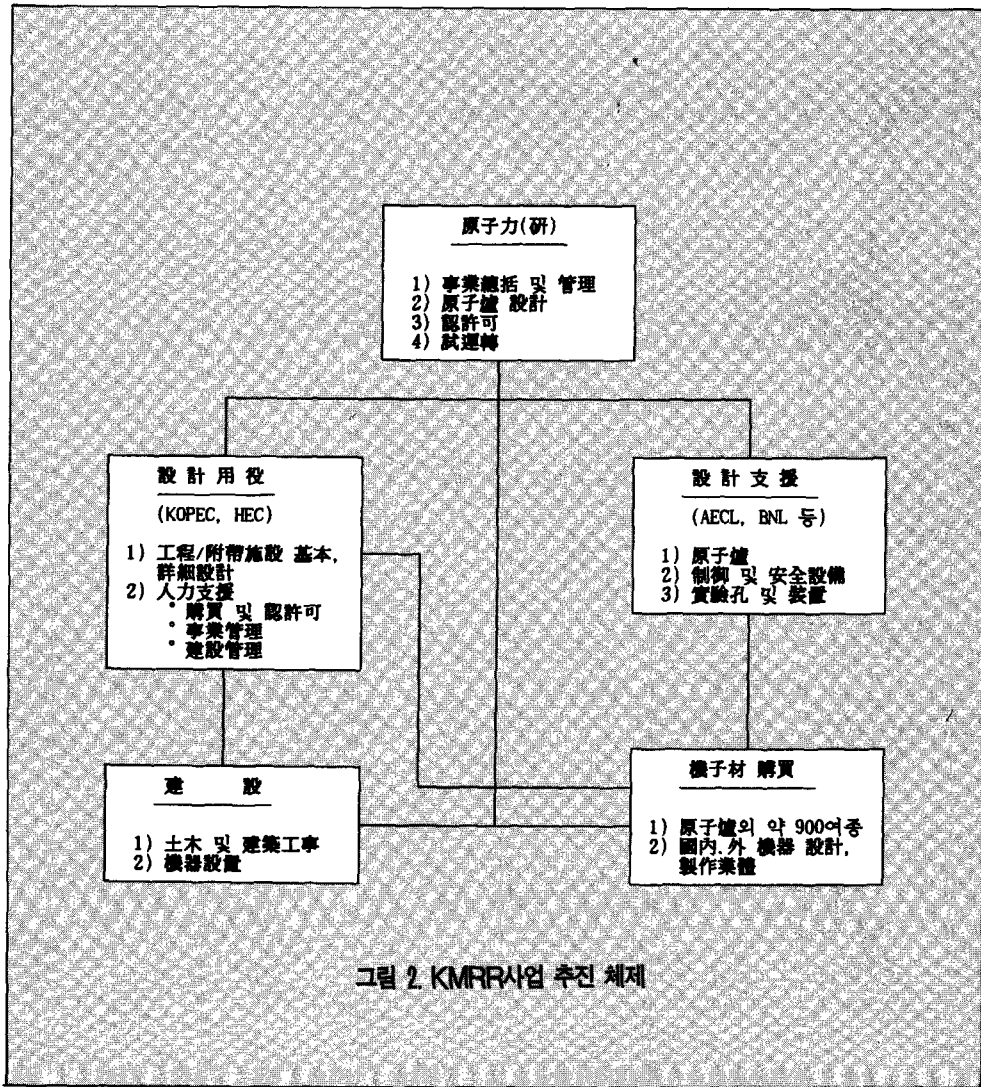 原子力(研)
1) 事業總括 및 管理
2) 原子爐 設計
3) 認許可
4) 試運轉
設 計 用 役
(KOPEC, HEC)
1) 工程/附帶施設 基本,
詳細設計
2) 人力支援
• 購買 및 認許可
• 事業管理
• 建設管理
設 計 支 援
(AECL, BNL 등)
1) 原子爐
2) 制御 및 安全設備
3) 實驗孔 및 裝置
建 設
1) 土木 및 建築工事
2) 機器設置
機子材 購買
1) 原子爐의 약 900여종
2) 國內.外 機器 設計,
製作業體
그림 2. KMRR사업 추진 체제